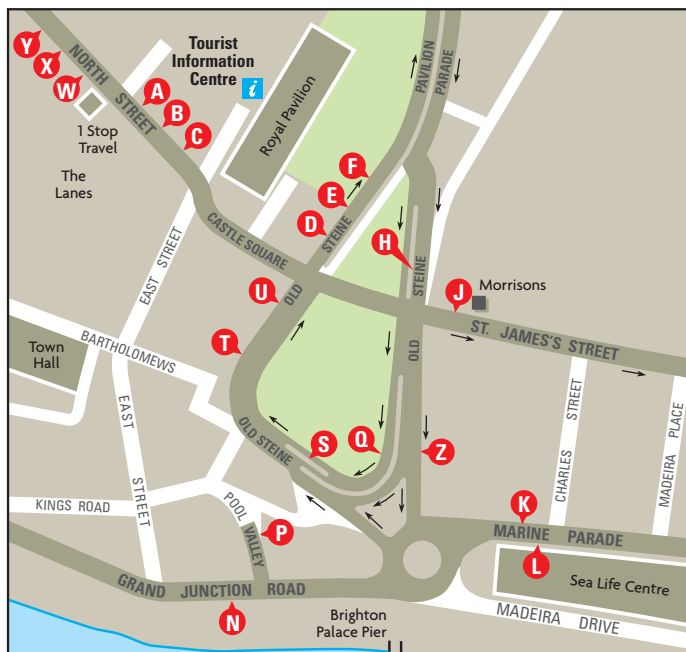 Y
X
W
NORTH
STREET
A
B
C
1 Stop
Travel
The
Lanes
Tourist
Information
Centre
i
Royal Pavilion
PAVILION
PARADE
F
E
D
STEINE
OLD
H
STEINE
OLD
CASTLE SQUARE
EAST STREET
U
T
J
Morrisons
ST. JAMES'S STREET
BARTHOLOMEWS
Town
Hall
EAST
STREET
OLD STEINE
S
Q
Z
CHARLES STREET
MADEIRA PLACE
KINGS ROAD
POOL
VALLEY
P
K
MARINE PARADE
L
Sea Life Centre
GRAND JUNCTION ROAD
N
Brighton
Palace Pier
MADEIRA DRIVE